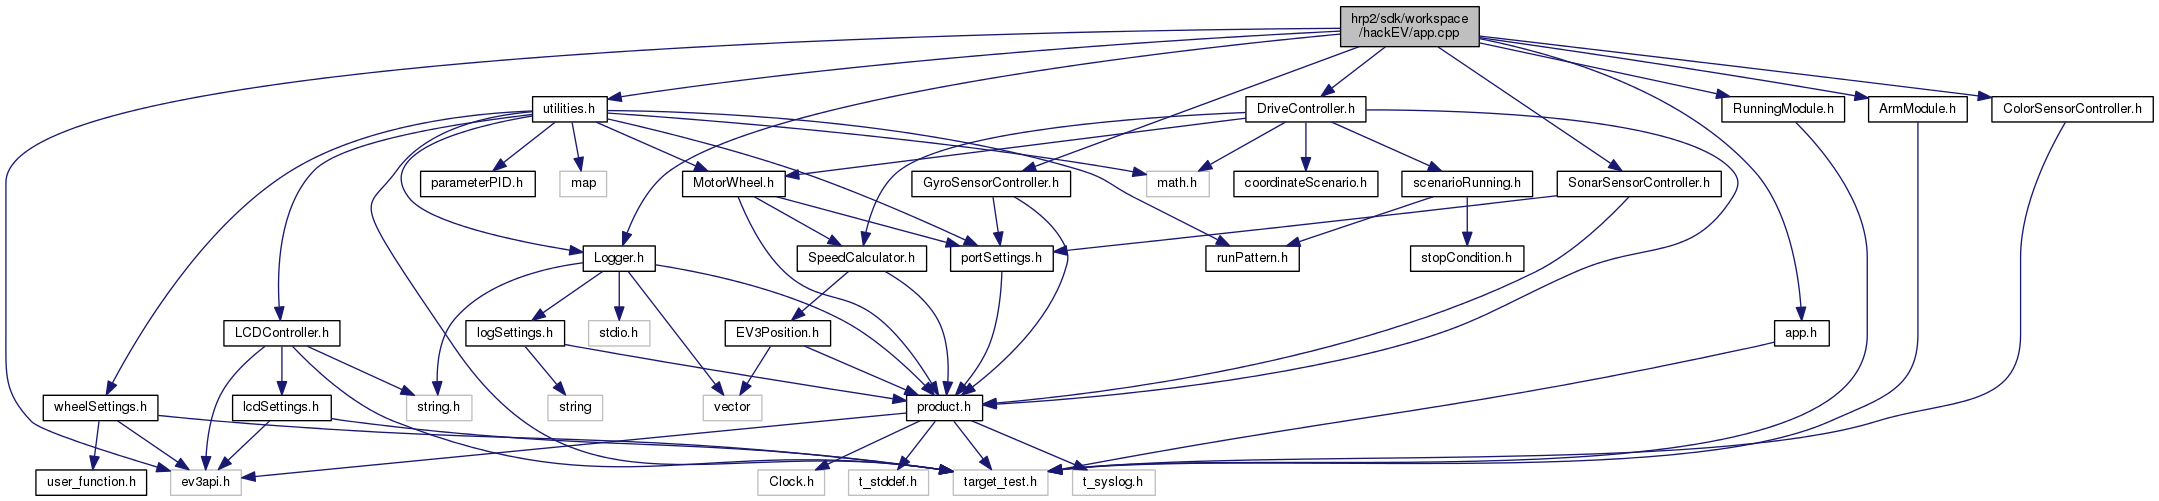 hrp2/sdk/workspace
/hackEV/app.cpp
utilities.h
DriveController.h
RunningModule.h
ArmModule.h
ColorSensorController.h
parameterPID.h
map
MotorWheel.h
GyroSensorController.h
math.h
coordinateScenario.h
scenarioRunning.h
SonarSensorController.h
Logger.h
SpeedCalculator.h
portSettings.h
runPattern.h
stopCondition.h
LCDController.h
logSettings.h
stdio.h
EV3Position.h
app.h
wheelSettings.h
lcdSettings.h
string.h
string
vector
product.h
user_function.h
ev3api.h
Clock.h
t_stddef.h
target_test.h
t_syslog.h